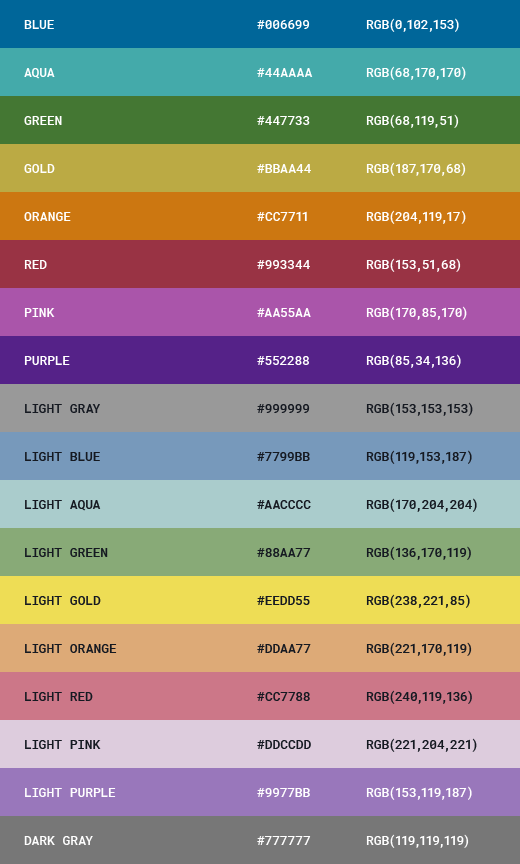 BLUE #006699 RGB(0,102,153)
AQUA #44AAAA RGB(68,170,170)
GREEN #447733 RGB(68,119,51)
GOLD #BBAA44 RGB(187,170,68)
ORANGE #CC7711 RGB(204,119,17)
RED #993344 RGB(153,51,68)
PINK #AA55AA RGB(170,85,170)
PURPLE #552288 RGB(85,34,136)
LIGHT GRAY #999999 RGB(153,153,153)
LIGHT BLUE #7799BB RGB(119,153,187)
LIGHT AQUA #AACCCC RGB(170,204,204)
LIGHT GREEN #88AA77 RGB(136,170,119)
LIGHT GOLD #EEDD55 RGB(238,221,85)
LIGHT ORANGE #DDAA77 RGB(221,170,119)
LIGHT RED #CC7788 RGB(240,119,136)
LIGHT PINK #DDCCDD RGB(221,204,221)
LIGHT PURPLE #9977BB RGB(153,119,187)
DARK GRAY #777777 RGB(119,119,119)